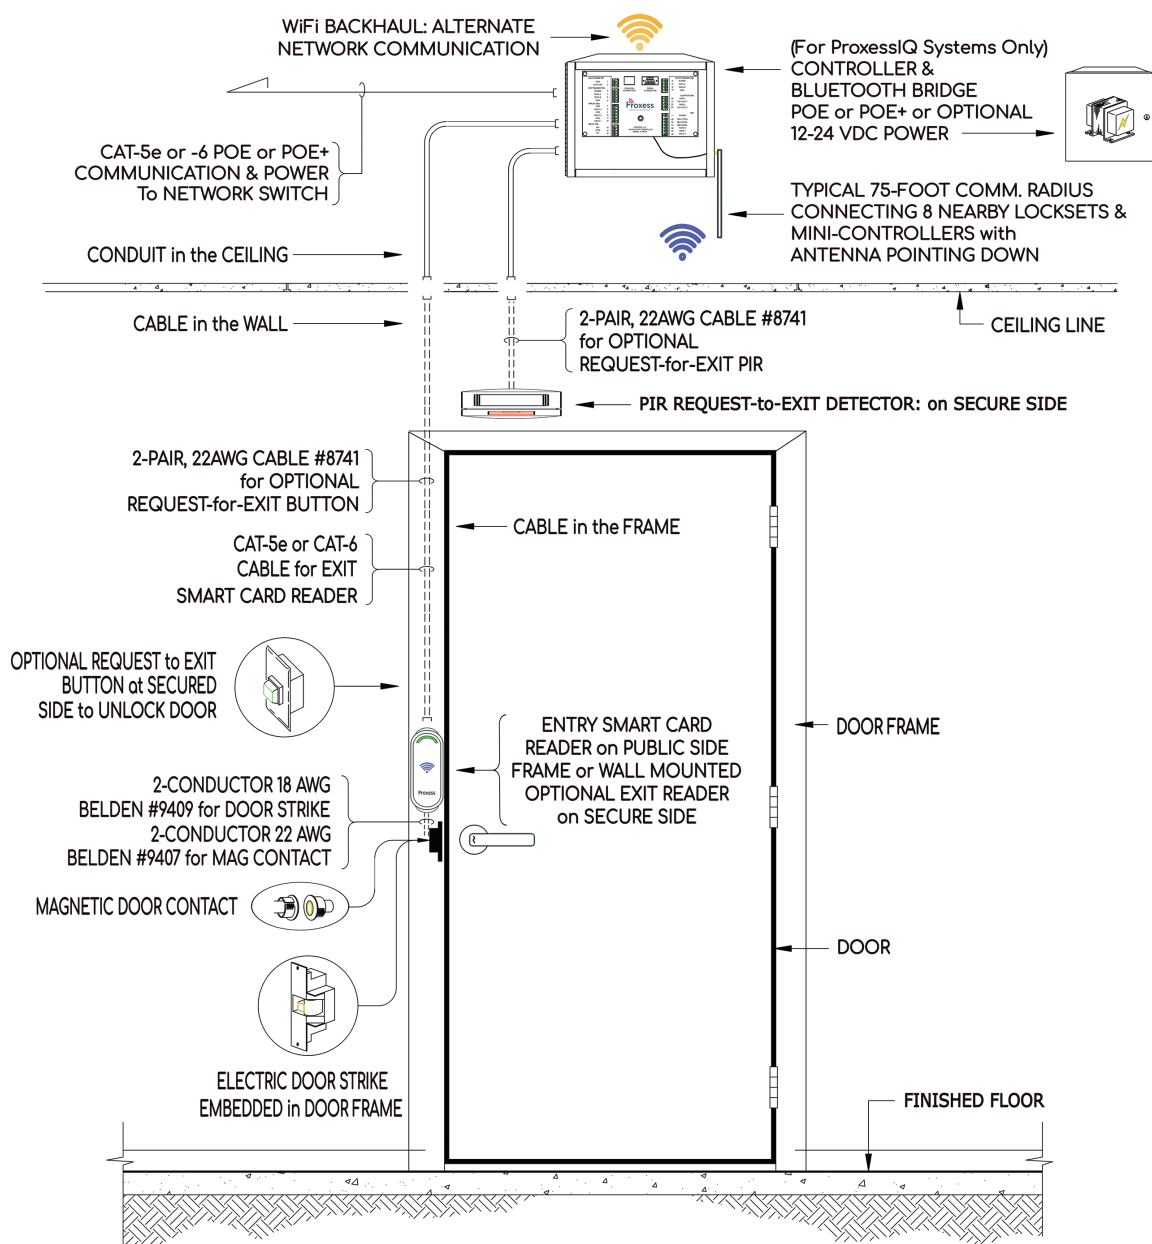 WiFi BACKHAUL: ALTERNATE
NETWORK COMMUNICATION
(For ProxessIQ Systems Only)
CONTROLLER &
BLUETOOTH BRIDGE
POE or POE+ or OPTIONAL
12-24 VDC POWER
Proxess
CAT-5e or -6 POE or POE+
COMMUNICATION & POWER
To NETWORK SWITCH
TYPICAL 75-FOOT COMM. RADIUS
CONNECTING 8 NEARBY LOCKSETS &
MINI-CONTROLLERS with
ANTENNA POINTING DOWN
CONDUIT in the CEILING
CABLE in the WALL
2-PAIR, 22AWG CABLE #8741
for OPTIONAL
REQUEST-for-EXIT PIR
CEILING LINE
PIR REQUEST-to-EXIT DETECTOR: on SECURE SIDE
2-PAIR, 22AWG CABLE #8741
for OPTIONAL
REQUEST-for-EXIT BUTTON
CABLE in the FRAME
CAT-5e or CAT-6
CABLE for EXIT
SMART CARD READER
OPTIONAL REQUEST to EXIT
BUTTON at SECURED
SIDE to UNLOCK DOOR
ENTRY SMART CARD
READER on PUBLIC SIDE
FRAME or WALL MOUNTED
OPTIONAL EXIT READER
on SECURE SIDE
DOOR FRAME
Proxess
2-CONDUCTOR 18 AWG
BELDEN #9409 for DOOR STRIKE
2-CONDUCTOR 22 AWG
BELDEN #9407 for MAG CONTACT
MAGNETIC DOOR CONTACT
DOOR
ELECTRIC DOOR STRIKE
EMBEDDED in DOOR FRAME
FINISHED FLOOR